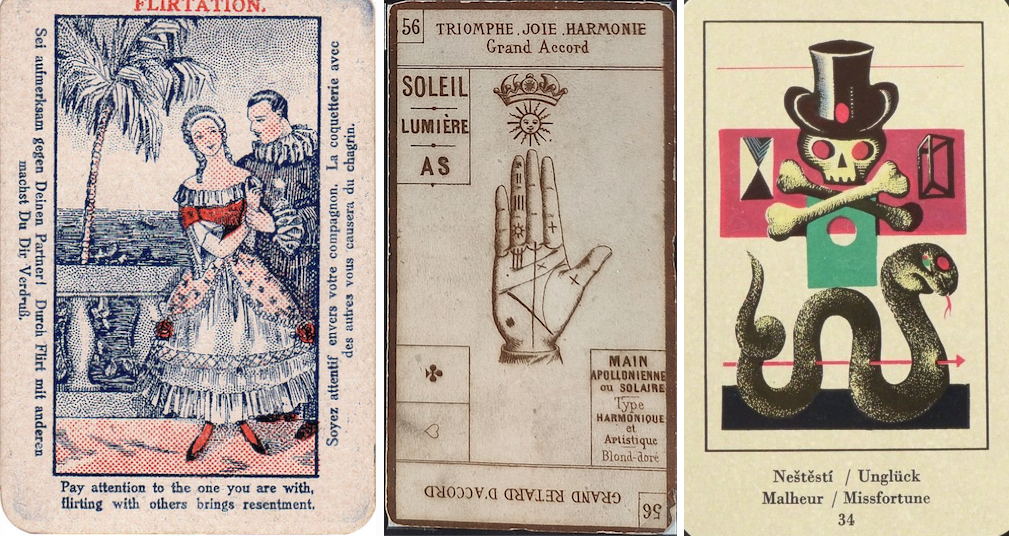 FLIRTATION.
Sei aufmerksam gegen Deinen Partner! Durch Flirt mit anderen
machst Du Dir Verdruß.
Soyez attentif envers votre compagnon. La coquetterie avec
des autres vous causera du chagrin.
Pay attention to the one you are with,
flirting with others brings resentment.
56
TRIOMPHE . JOIE . HARMONIE
Grand Accord
SOLEIL
LUMIÈRE
AS
MAIN
APOLLONIENNE
ou SOLAIRE
Type
HARMONIQUE
et
Artistique
Blond-doré
GRAND RETARD D'ACCORD
56
Neštěstí / Unglück
Malheur / Missfortune
34